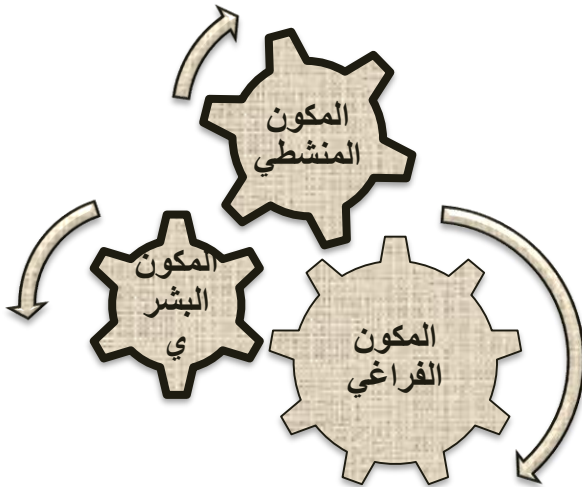 المكون
المنشطي
المكون
البشر
ي
المكون
الفراغي